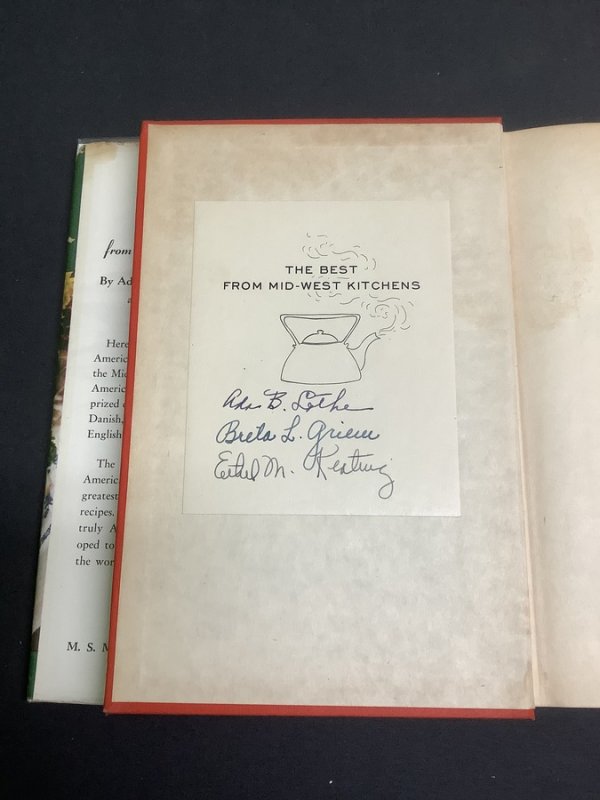 from
By Ad
Here
Americ
the Mi
Americ
prized
Danish,
English
The
Americ
greatest
recipes.
truly A
oped to
the wor
M. S. M
THE BEST
FROM MID-WEST KITCHENS
Ada B. Lothe
Breta L. Griem
Ethel M. Keating